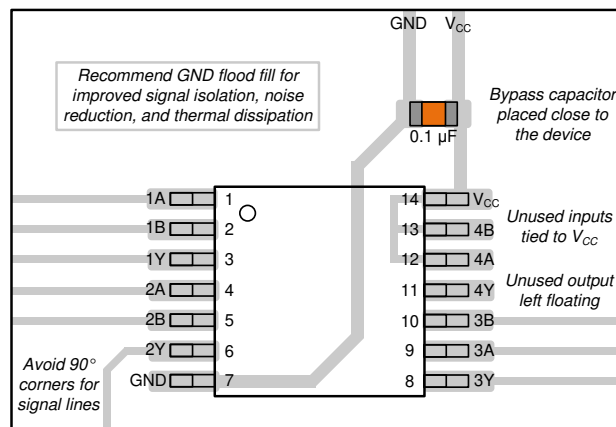 GND VCC
Recommend GND flood fill for
improved signal isolation, noise
reduction, and thermal dissipation
Bypass capacitor
placed close to
the device
0.1 µF
1A 1 14 VCC
1B 2 13 4B
1Y 3 12 4A
2A 4 11 4Y
2B 5 10 3B
2Y 6 9 3A
GND 7 8 3Y
Unused inputs
tied to VCC
Unused output
left floating
Avoid 90°
corners for
signal lines